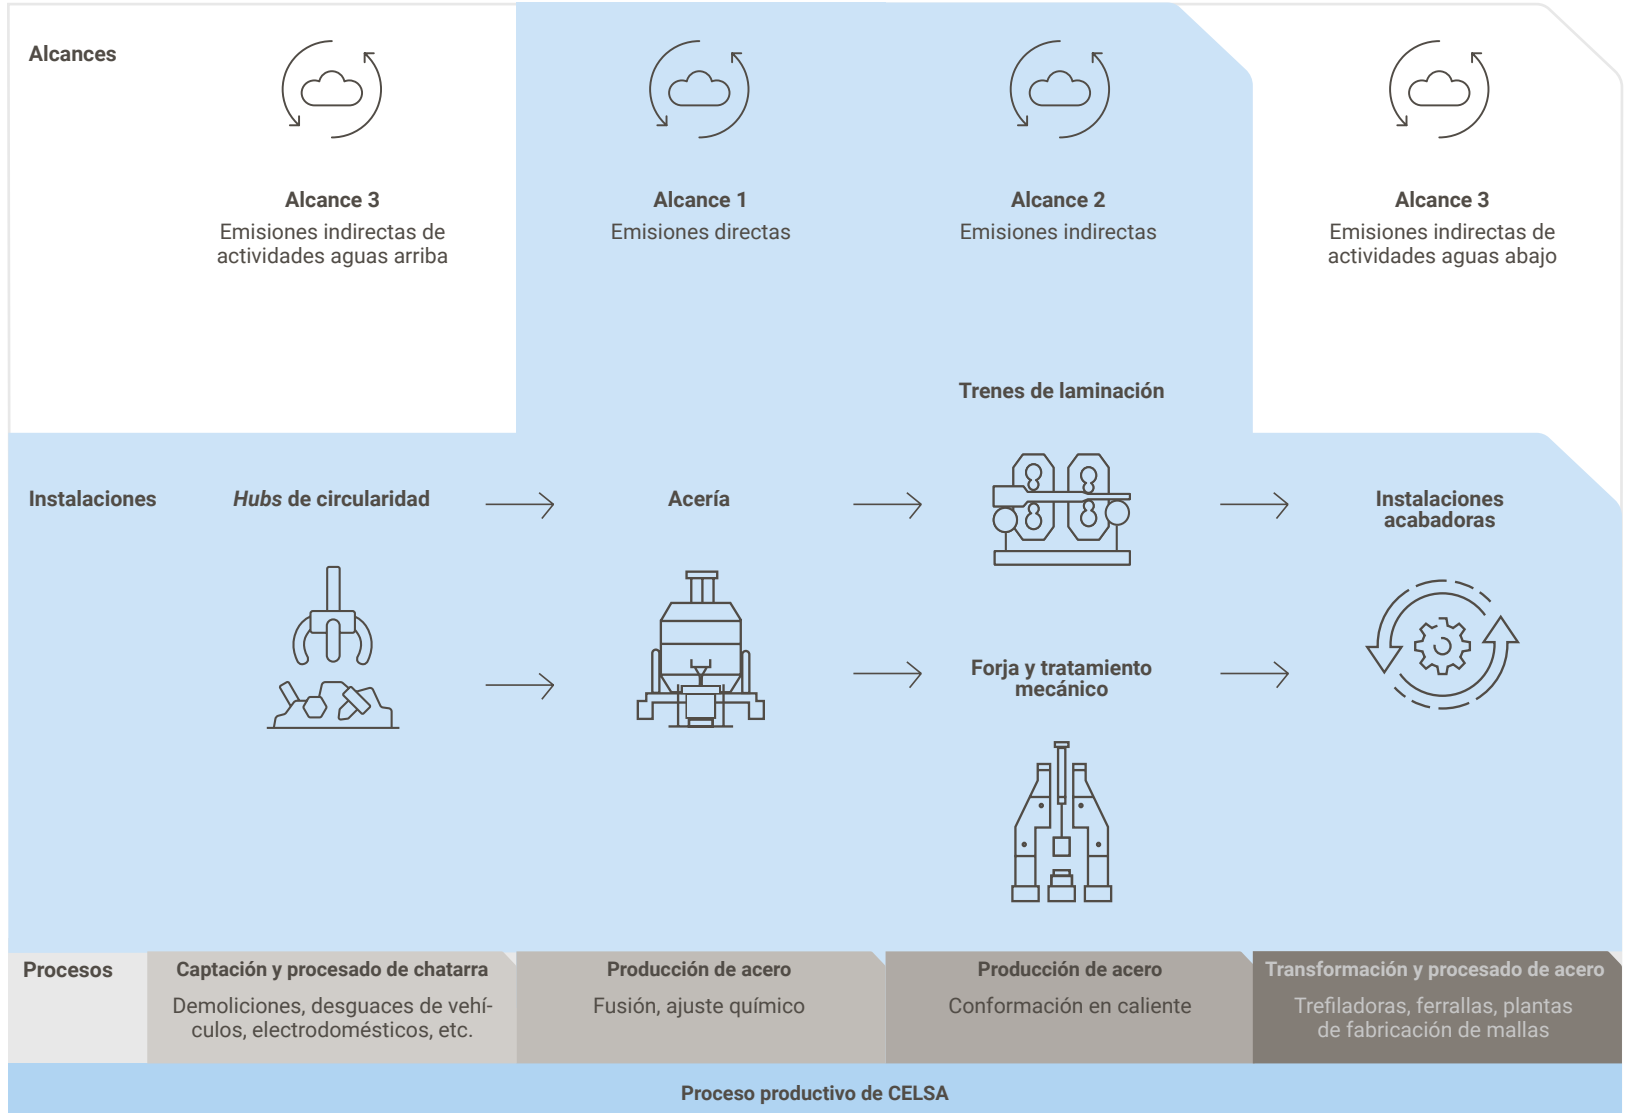 Alcances
Alcance 3
Emisiones indirectas de
actividades aguas arriba
Alcance 1
Emisiones directas
Alcance 2
Emisiones indirectas
Alcance 3
Emisiones indirectas de
actividades aguas abajo
Instalaciones
Hubs de circularidad
Acería
Trenes de laminación
Forja y tratamiento
mecánico
Instalaciones
acabadoras
Procesos
Captación y procesado de chatarra
Demoliciones, desguaces de vehí-
culos, electrodomésticos, etc.
Producción de acero
Fusión, ajuste químico
Producción de acero
Conformación en caliente
Transformación y procesado de acero
Trefiladoras, ferrallas, plantas
de fabricación de mallas
Proceso productivo de CELSA